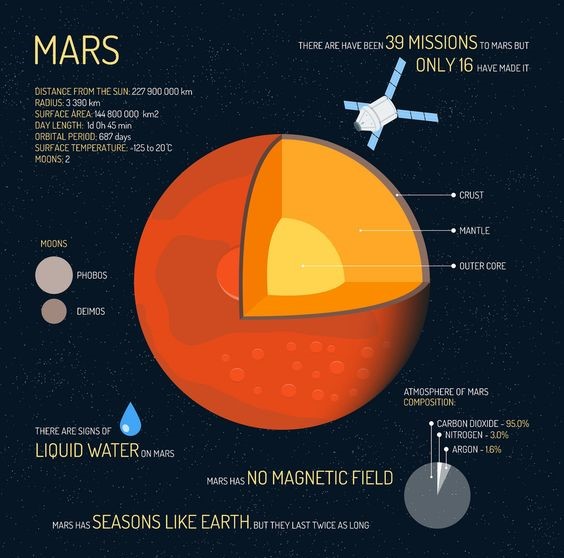 MARS
DISTANCE FROM THE SUN: 227 900 000 km
RADIUS: 3 390 km
SURFACE AREA: 144 800 000 km2
DAY LENGTH: 1d 0h 45 min
ORBITAL PERIOD: 687 days
SURFACE TEMPERATURE: -125 to 20°C
MOONS: 2
THERE ARE HAVE BEEN 39 MISSIONS TO MARS BUT
ONLY 16 HAVE MADE IT
CRUST
MANTLE
OUTER CORE
MOONS
PHOBOS
DEIMOS
ATMOSPHERE OF MARS
COMPOSITION:
CARBON DIOXIDE - 95.0%
NITROGEN - 3.0%
ARGON - 1.6%
THERE ARE SIGNS OF
LIQUID WATER ON MARS
MARS HAS NO MAGNETIC FIELD
MARS HAS SEASONS LIKE EARTH, BUT THEY LAST TWICE AS LONG